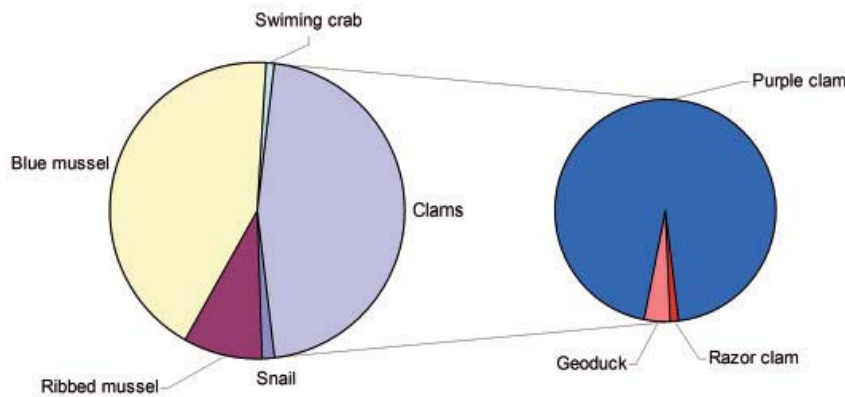 Swiming crab
Purple clam
Blue mussel
Clams
Geoduck
Razor clam
Snail
Ribbed mussel